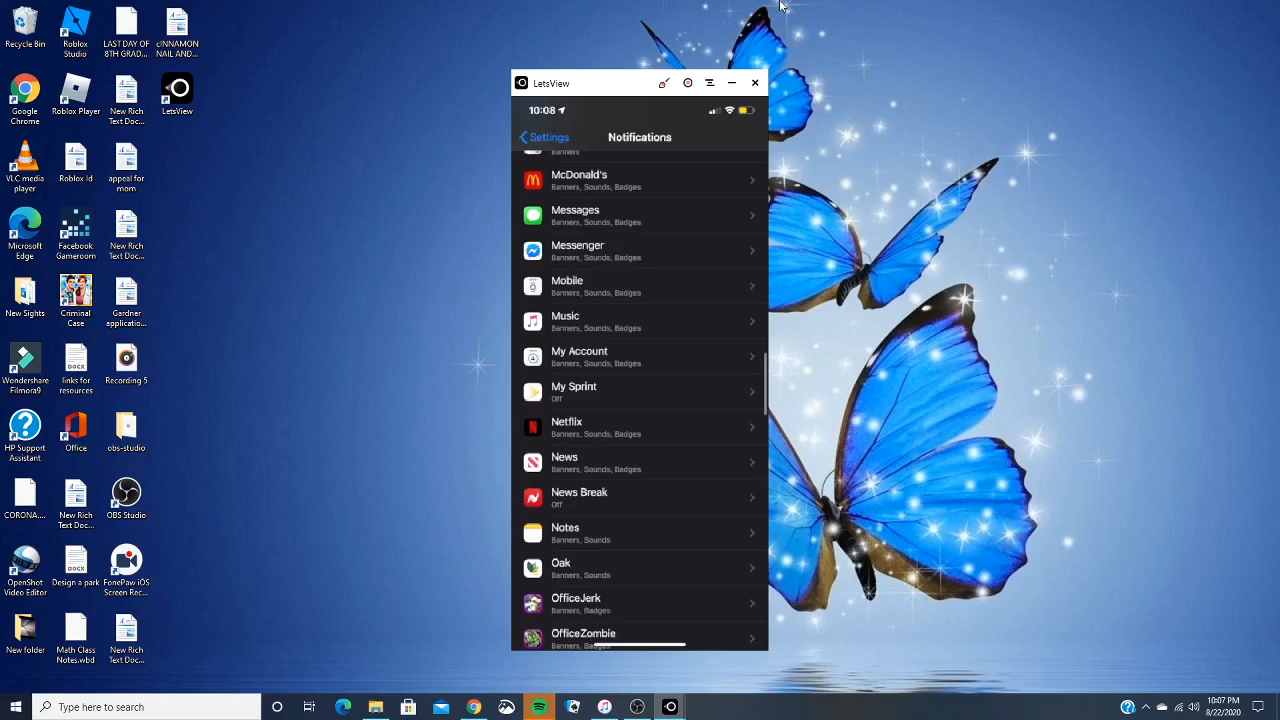 Recycle Bin
Roblox Studio
LAST DAY OF 8TH GRAD...
cINNAMON NAIL AND...
Google Chrome
Roblox Player
New Rich Text Doc...
LetsView
VLC media player
Roblox Id
appeal for mom
Microsoft Edge
Facebook Gameroom
New Rich Text Doc...
New Sights
Criminal Case
Gardner applicatio...
Wondershare Filmora9
links for resources
Recording 5
HP Support Assistant
Office
obs-studio
CORONA...
New Rich Text Doc...
OBS Studio
OpenShot Video Editor
Design a park
FonePaw iOS Screen Rec...
New folder
Math Class Notes.wbd
New Rich Text Doc...
LetsView
10:08
Settings
Notifications
Banners
McDonald's
Banners, Sounds, Badges
Messages
Banners, Sounds, Badges
Messenger
Banners, Sounds, Badges
Mobile
Banners, Sounds, Badges
Music
Banners, Sounds, Badges
My Account
Banners, Sounds, Badges
My Sprint
Off
Netflix
Banners, Sounds, Badges
News
Banners, Sounds, Badges
News Break
Off
Notes
Banners, Sounds
Oak
Banners, Sounds
OfficeJerk
Banners, Badges
OfficeZombie
Banners, Badges
Type here to search
10:07 PM
8/22/2020